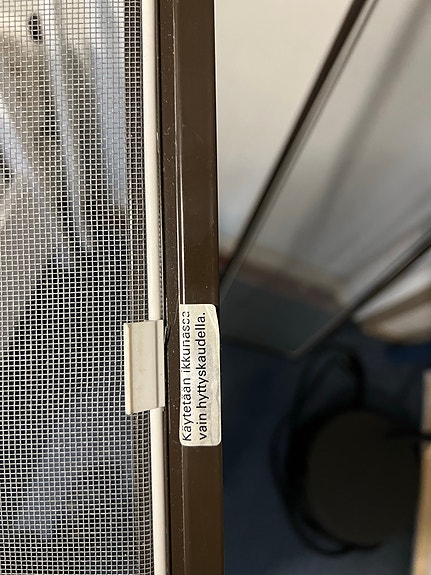 Käytetään ikkunassa
vain hyttyskaudella.